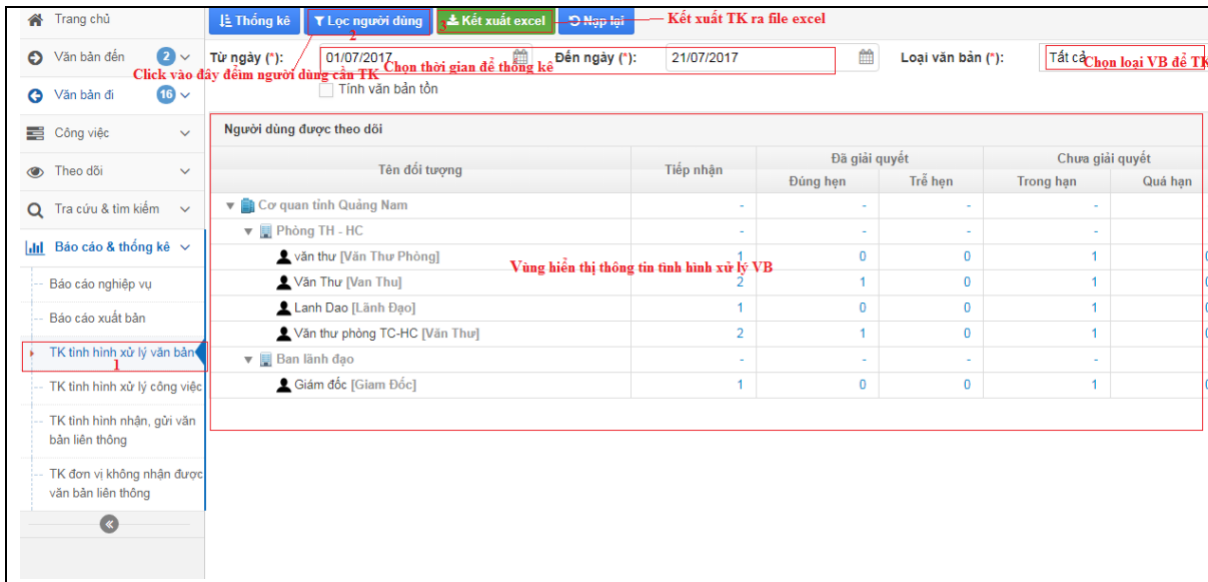 Trang chủ
Thống kê
Lọc người dùng
Kết xuất excel
Nạp lại
Kết xuất TK ra file excel
2
3
Văn bản đến
2
Từ ngày (*):
01/07/2017
Đến ngày (*):
21/07/2017
Loại văn bản (*):
Tất cả
Chọn thời gian để thống kê
Chọn loại VB để TK
Click vào đây đểìm người dùng cần TK
Tính văn bản tồn
Văn bản đi
16
Công việc
Theo dõi
Tra cứu & tìm kiếm
Báo cáo & thống kê
Báo cáo nghiệp vụ
Báo cáo xuất bản
TK tình hình xử lý văn bản
1
TK tình hình xử lý công việc
TK tình hình nhận, gửi văn
bản liên thông
TK đơn vị không nhận được
văn bản liên thông
Người dùng được theo dõi
Tên đối tượng
Tiếp nhận
Đã giải quyết
Chưa giải quyết
Đúng hẹn
Trễ hẹn
Trong hạn
Quá hạn
Cơ quan tỉnh Quảng Nam - - - -
Phòng TH - HC - - - -
văn thư [Văn Thư Phòng] 1 0 0 1 0
Vùng hiển thị thông tin tình hình xử lý VB
Văn Thư [Van Thu] 2 1 0 1 0
Lanh Dao [Lãnh Đạo] 1 0 0 1 0
Văn thư phòng TC-HC [Văn Thư] 2 1 0 1 0
Ban lãnh đạo - - - -
Giám đốc [Giam Đốc] 1 0 0 1 0